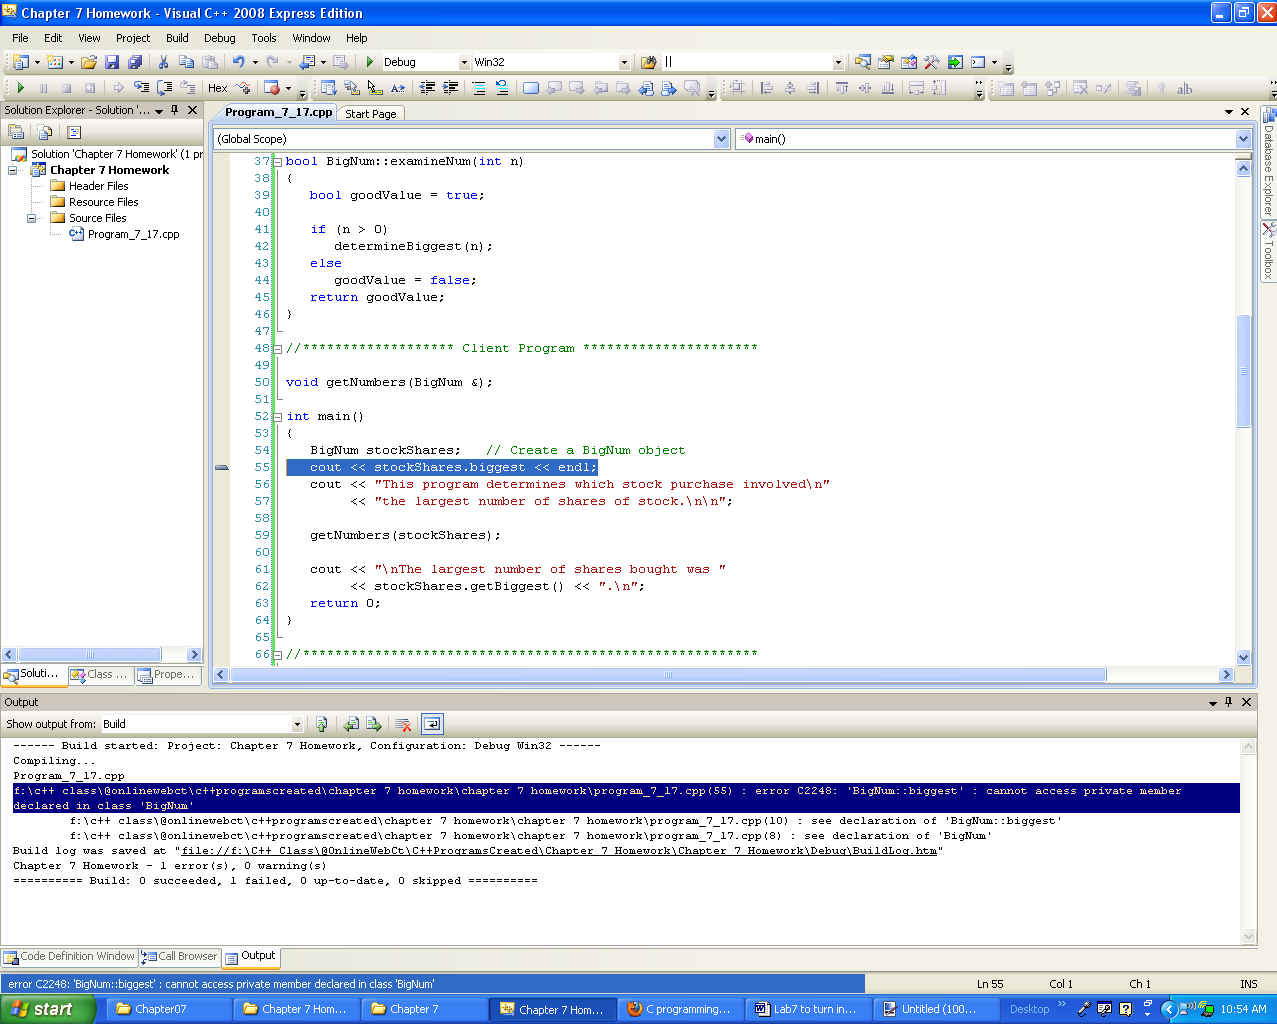 Chapter 7 Homework - Visual C++ 2008 Express Edition
File Edit View Project Build Debug Tools Window Help
Debug Win32 ||
Hex
Solution Explorer - Solution '...
Program_7_17.cpp Start Page
(Global Scope) main()
Solution 'Chapter 7 Homework' (1 pr
Chapter 7 Homework
Header Files
Resource Files
Source Files
Program_7_17.cpp
37 bool BigNum::examineNum(int n)
38 {
39 bool goodValue = true;
40
41 if (n > 0)
42 determineBiggest(n);
43 else
44 goodValue = false;
45 return goodValue;
46 }
47
48 //******************* Client Program **********************
49
50 void getNumbers(BigNum &);
51
52 int main()
53 {
54 BigNum stockShares; // Create a BigNum object
55 cout << stockShares.biggest << endl;
56 cout << "This program determines which stock purchase involved\n"
57 << "the largest number of shares of stock.\n\n";
58
59 getNumbers(stockShares);
60
61 cout << "\nThe largest number of shares bought was "
62 << stockShares.getBiggest() << ".\n";
63 return 0;
64 }
65
66 //*********************************************************
Database Explorer
Toolbox
Soluti... Class ... Prope...
Output
Show output from: Build
------ Build started: Project: Chapter 7 Homework, Configuration: Debug Win32 ------
Compiling...
Program_7_17.cpp
f:\c++ class\@onlinewebct\c++programscreated\chapter 7 homework\chapter 7 homework\program_7_17.cpp(55) : error C2248: 'BigNum::biggest' : cannot access private member
declared in class 'BigNum'
f:\c++ class\@onlinewebct\c++programscreated\chapter 7 homework\chapter 7 homework\program_7_17.cpp(10) : see declaration of 'BigNum::biggest'
f:\c++ class\@onlinewebct\c++programscreated\chapter 7 homework\chapter 7 homework\program_7_17.cpp(8) : see declaration of 'BigNum'
Build log was saved at "file://f:\C++ Class\@OnlineWebCt\C++ProgramsCreated\Chapter 7 Homework\Chapter 7 Homework\Debug\BuildLog.htm"
Chapter 7 Homework - 1 error(s), 0 warning(s)
========== Build: 0 succeeded, 1 failed, 0 up-to-date, 0 skipped ==========
Code Definition Window Call Browser Output
error C2248: 'BigNum::biggest' : cannot access private member declared in class 'BigNum' Ln 55 Col 1 Ch 1 INS
start Chapter07 Chapter 7 Hom... Chapter 7 Chapter 7 Hom... C programming... Lab7 to turn in... Untitled (100... Desktop 10:54 AM